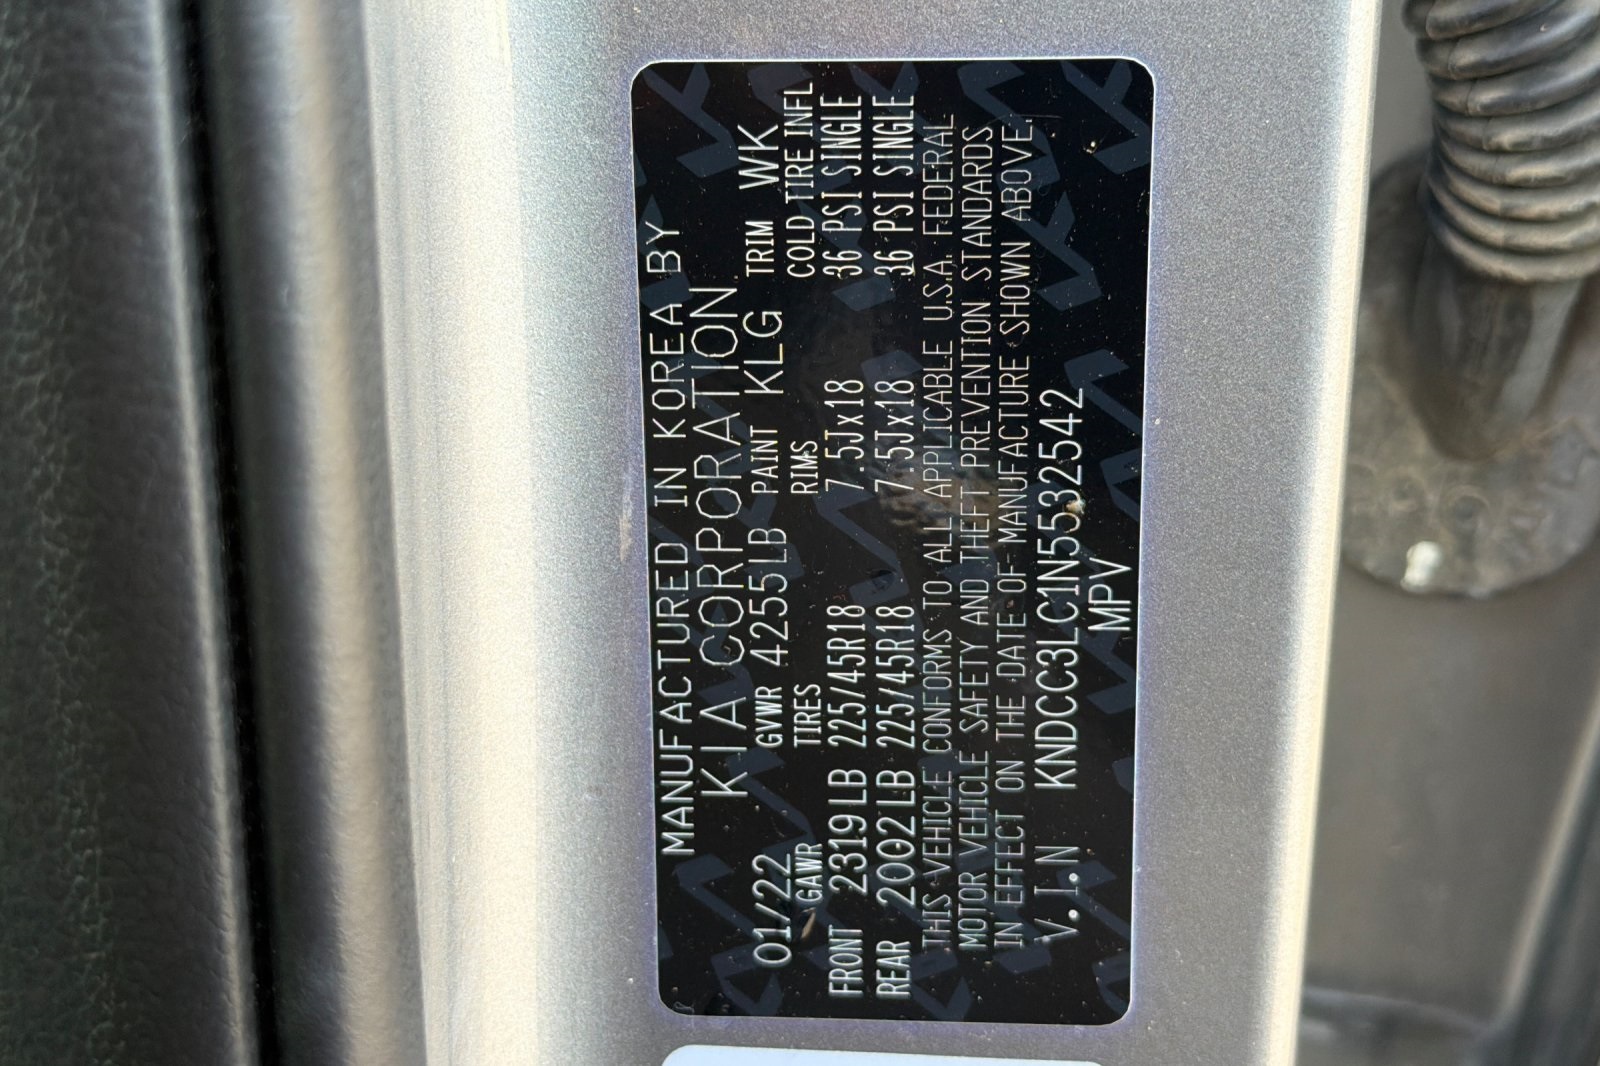 MANUFACTURED IN KOREA BY
KIA CORPORATION
01/22 GVWR 4255LB PAINT KLG TRIM WK
GAWR TIRES RIMS COLD TIRE INFL
FRONT 2319LB 225/45R18 7.5Jx18 36 PSI SINGLE
REAR 2002LB 225/45R18 7.5Jx18 36 PSI SINGLE
THIS VEHICLE CONFORMS TO ALL APPLICABLE U.S.A. FEDERAL
MOTOR VEHICLE SAFETY AND THEFT PREVENTION STANDARDS
IN EFFECT ON THE DATE OF MANUFACTURE SHOWN ABOVE.
V.I.N KNDCC3LC1N5532542
MPV